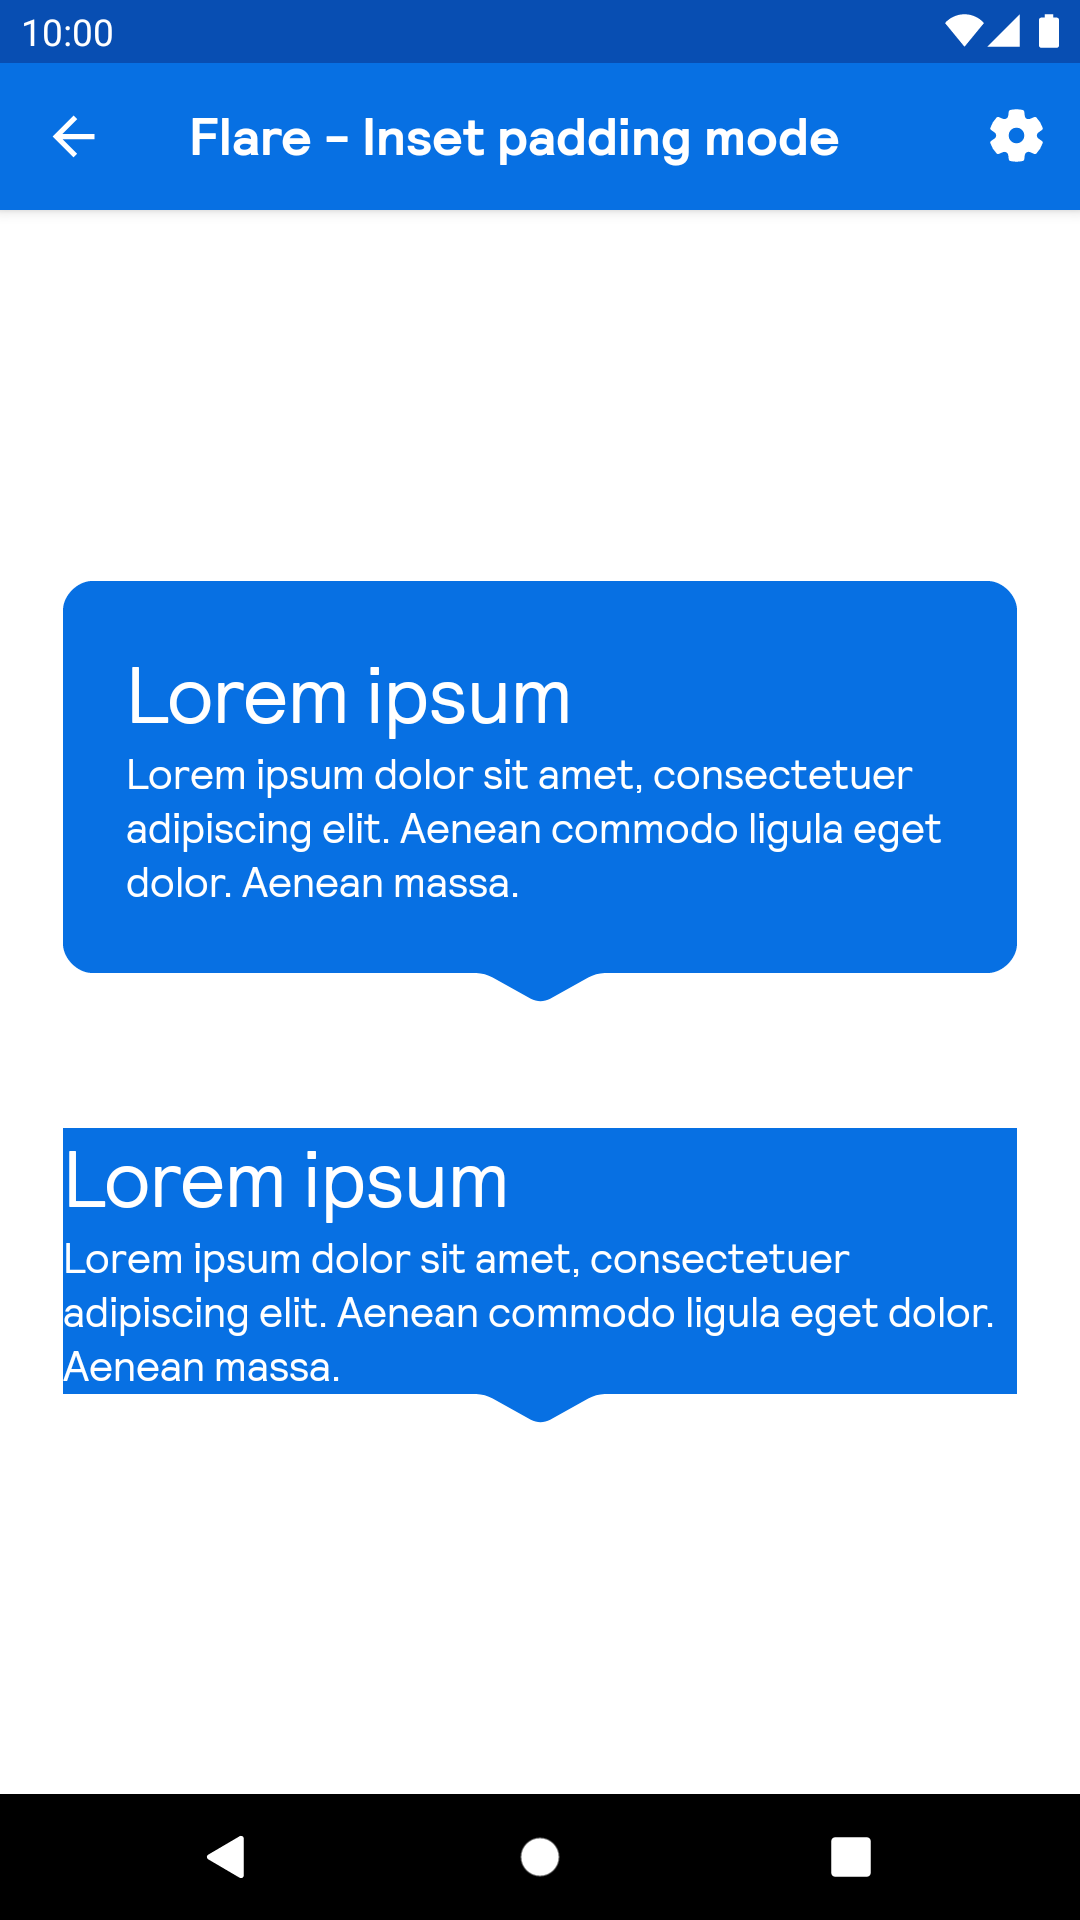 10:00
Flare - Inset padding mode
Lorem ipsum
Lorem ipsum dolor sit amet, consectetuer
adipiscing elit. Aenean commodo ligula eget
dolor. Aenean massa.
Lorem ipsum
Lorem ipsum dolor sit amet, consectetuer
adipiscing elit. Aenean commodo ligula eget dolor.
Aenean massa.